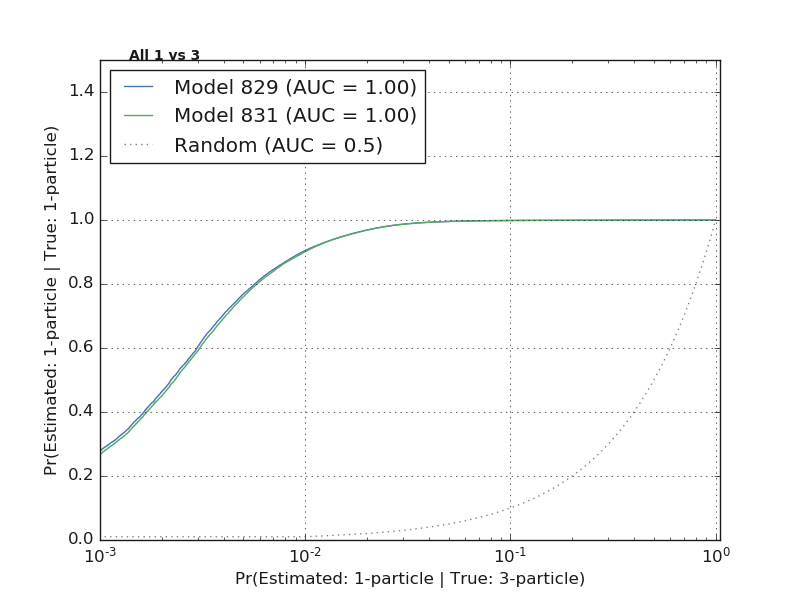 All 1 vs 3
Model 829 (AUC = 1.00)
Model 831 (AUC = 1.00)
Random (AUC = 0.5)
Pr(Estimated: 1-particle | True: 1-particle)
1.4
1.2
1.0
0.8
0.6
0.4
0.2
0.0
10⁻³ 10⁻² 10⁻¹ 10⁰
Pr(Estimated: 1-particle | True: 3-particle)